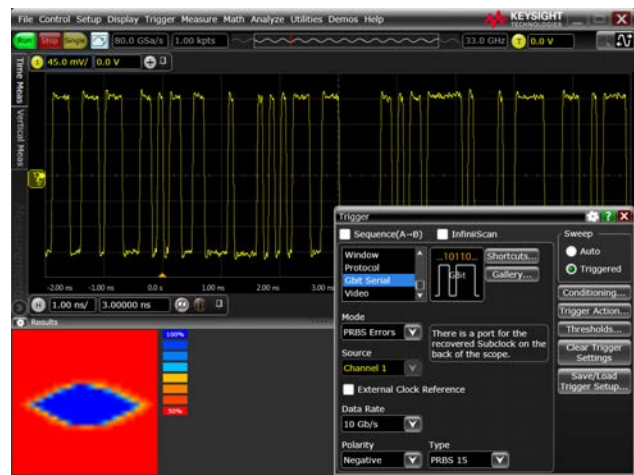 File Control Setup Display Trigger Measure Math Analyze Utilities Demos Help
KEYSIGHT
TECHNOLOGIES
Run Stop Single 80.0 GSa/s 1.00 kpts 33.0 GHz T 0.0 V
1 45.0 mV/ 0.0 V
Time Meas
Vertical Meas
-2.00 ns -1.00 ns 0.0 s 1.00 ns 2.00 ns 3.00 ns
H 1.00 ns/ 3.00000 ns
Results
100%
50%
Trigger
Sequence(A→B) InfiniiScan
Window
Protocol
Gbit Serial
Video
...10110...
GBit
Shortcuts...
Gallery...
Mode
PRBS Errors
There is a port for the
recovered Subclock on the
back of the scope.
Source
Channel 1
External Clock Reference
Data Rate
10 Gb/s
Polarity Type
Negative PRBS 15
Sweep
Auto
Triggered
Conditioning...
Trigger Action...
Thresholds...
Clear Trigger
Settings
Save/Load
Trigger Setup...